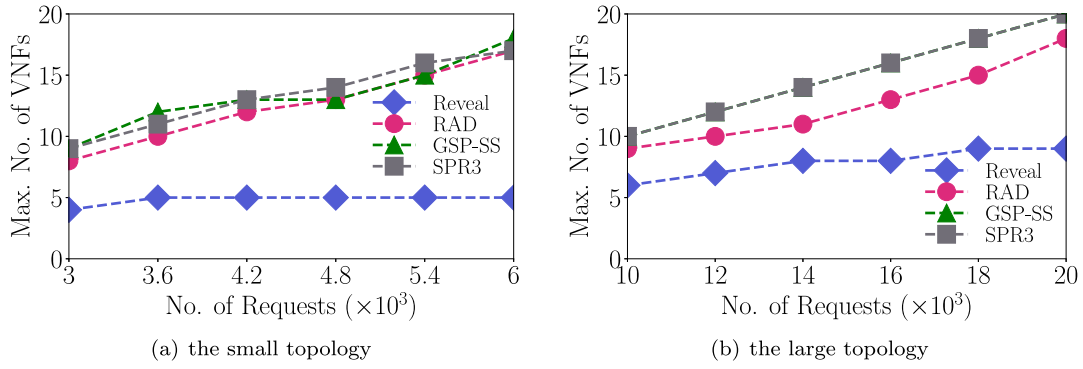 Max. No. of VNFs
20
15
10
5
0
3 3.6 4.2 4.8 5.4 6
No. of Requests (×10³)
Reveal
RAD
GSP-SS
SPR3
(a) the small topology
Max. No. of VNFs
20
15
10
5
0
10 12 14 16 18 20
No. of Requests (×10³)
Reveal
RAD
GSP-SS
SPR3
(b) the large topology